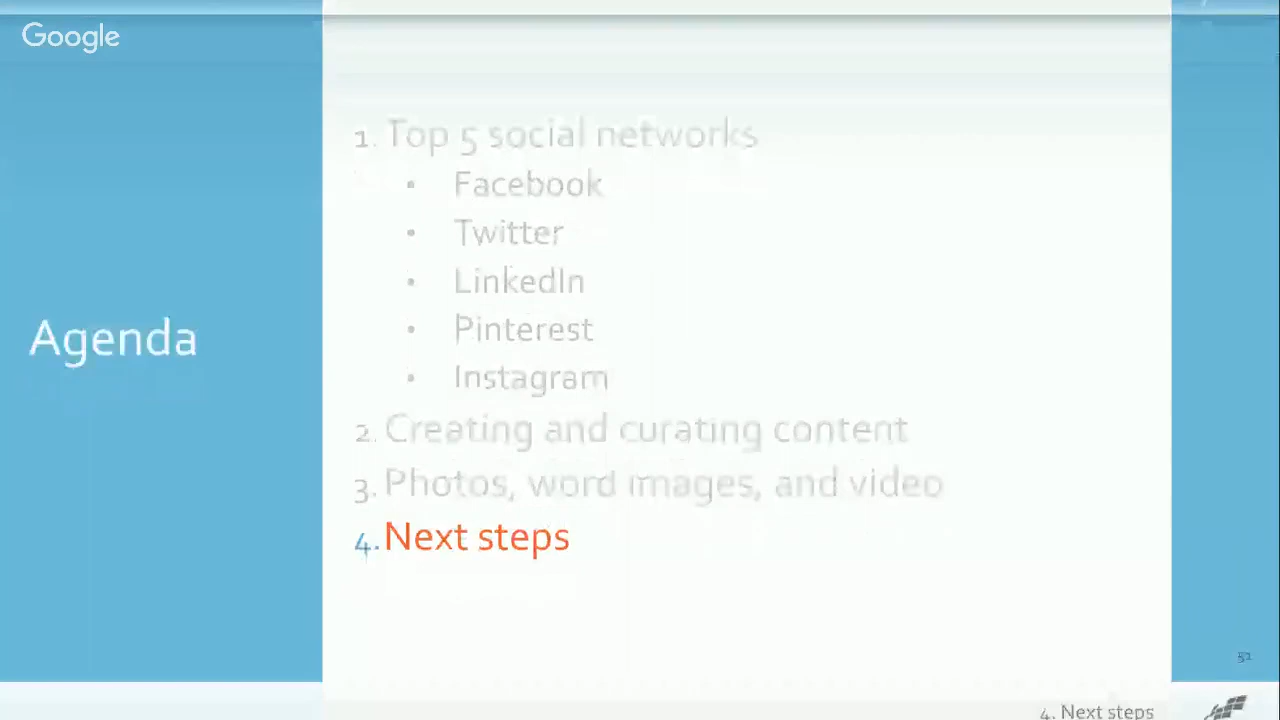 Google
Agenda
1. Top 5 social networks
• Facebook
• Twitter
• LinkedIn
• Pinterest
• Instagram
2. Creating and curating content
3. Photos, word images, and video
4. Next steps
51
4. Next steps